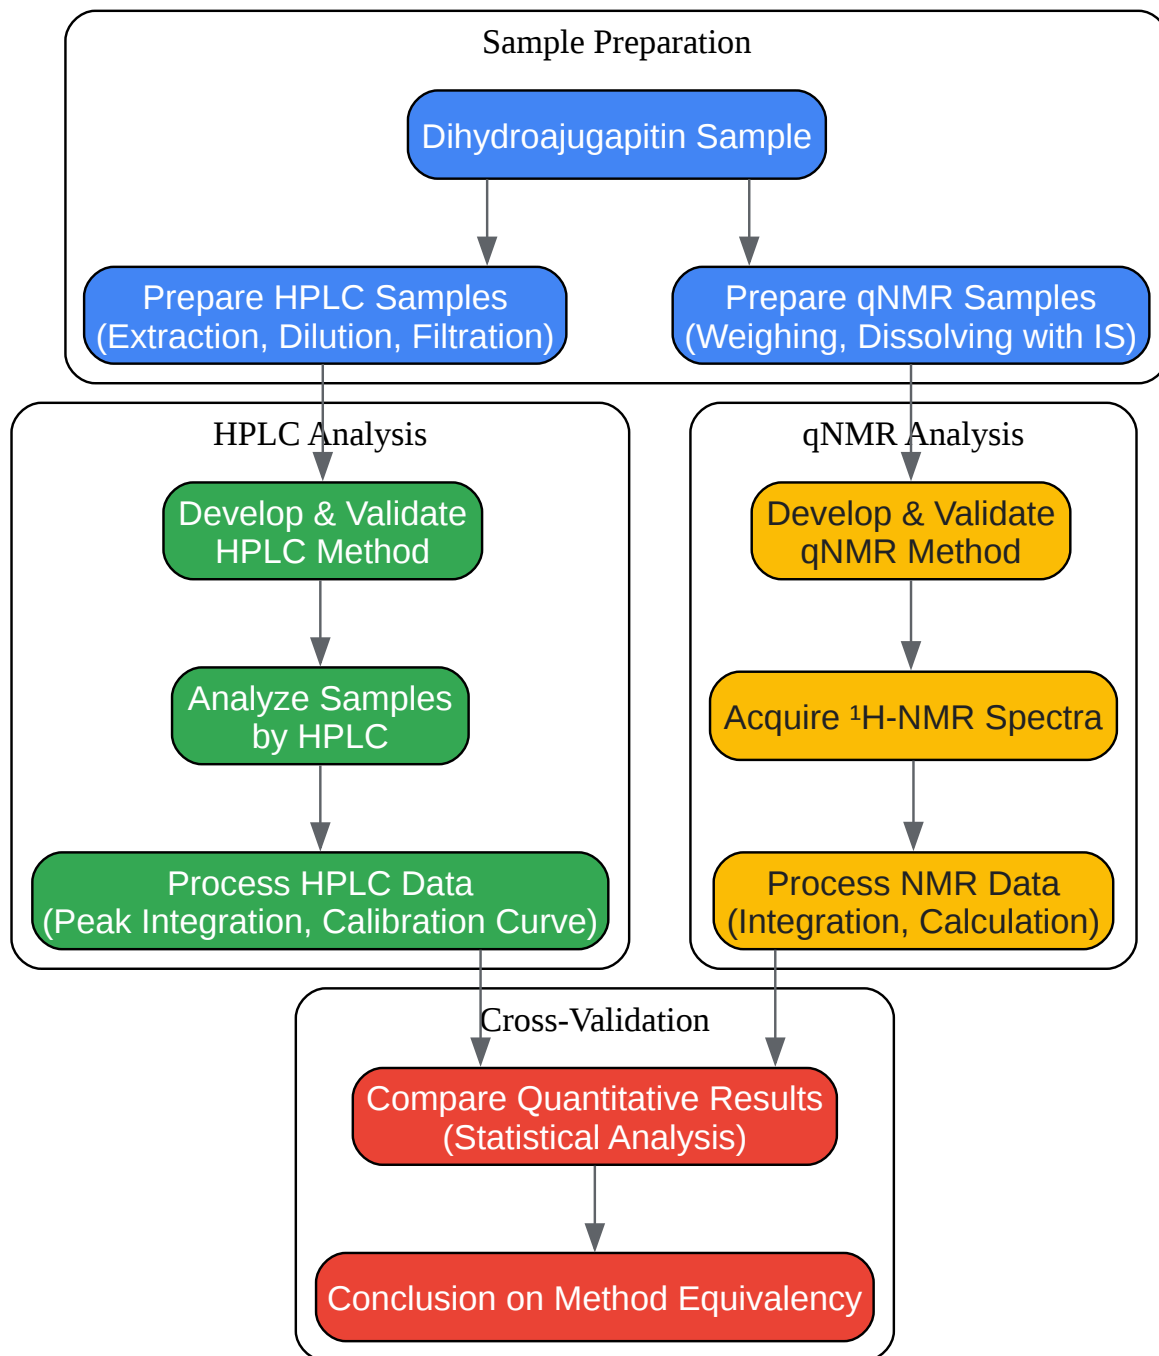 Sample Preparation
Dihydroajugapitin Sample
Prepare HPLC Samples
(Extraction, Dilution, Filtration)
Prepare qNMR Samples
(Weighing, Dissolving with IS)
HPLC Analysis
Develop & Validate
HPLC Method
Analyze Samples
by HPLC
Process HPLC Data
(Peak Integration, Calibration Curve)
qNMR Analysis
Develop & Validate
qNMR Method
Acquire ¹H-NMR Spectra
Process NMR Data
(Integration, Calculation)
Cross-Validation
Compare Quantitative Results
(Statistical Analysis)
Conclusion on Method Equivalency